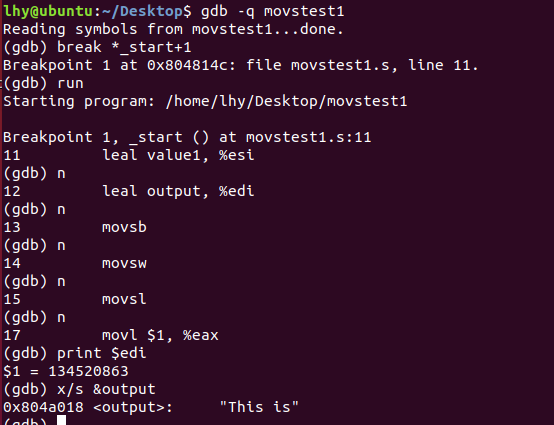 lhy@ubuntu:~/Desktop$ gdb -q movstest1
Reading symbols from movstest1...done.
(gdb) break *_start+1
Breakpoint 1 at 0x804814c: file movstest1.s, line 11.
(gdb) run
Starting program: /home/lhy/Desktop/movstest1

Breakpoint 1, _start () at movstest1.s:11
11 leal value1, %esi
(gdb) n
12 leal output, %edi
(gdb) n
13 movsb
(gdb) n
14 movsw
(gdb) n
15 movsl
(gdb) n
17 movl $1, %eax
(gdb) print $edi
$1 = 134520863
(gdb) x/s &output
0x804a018 <output>: "This is"
(gdb)